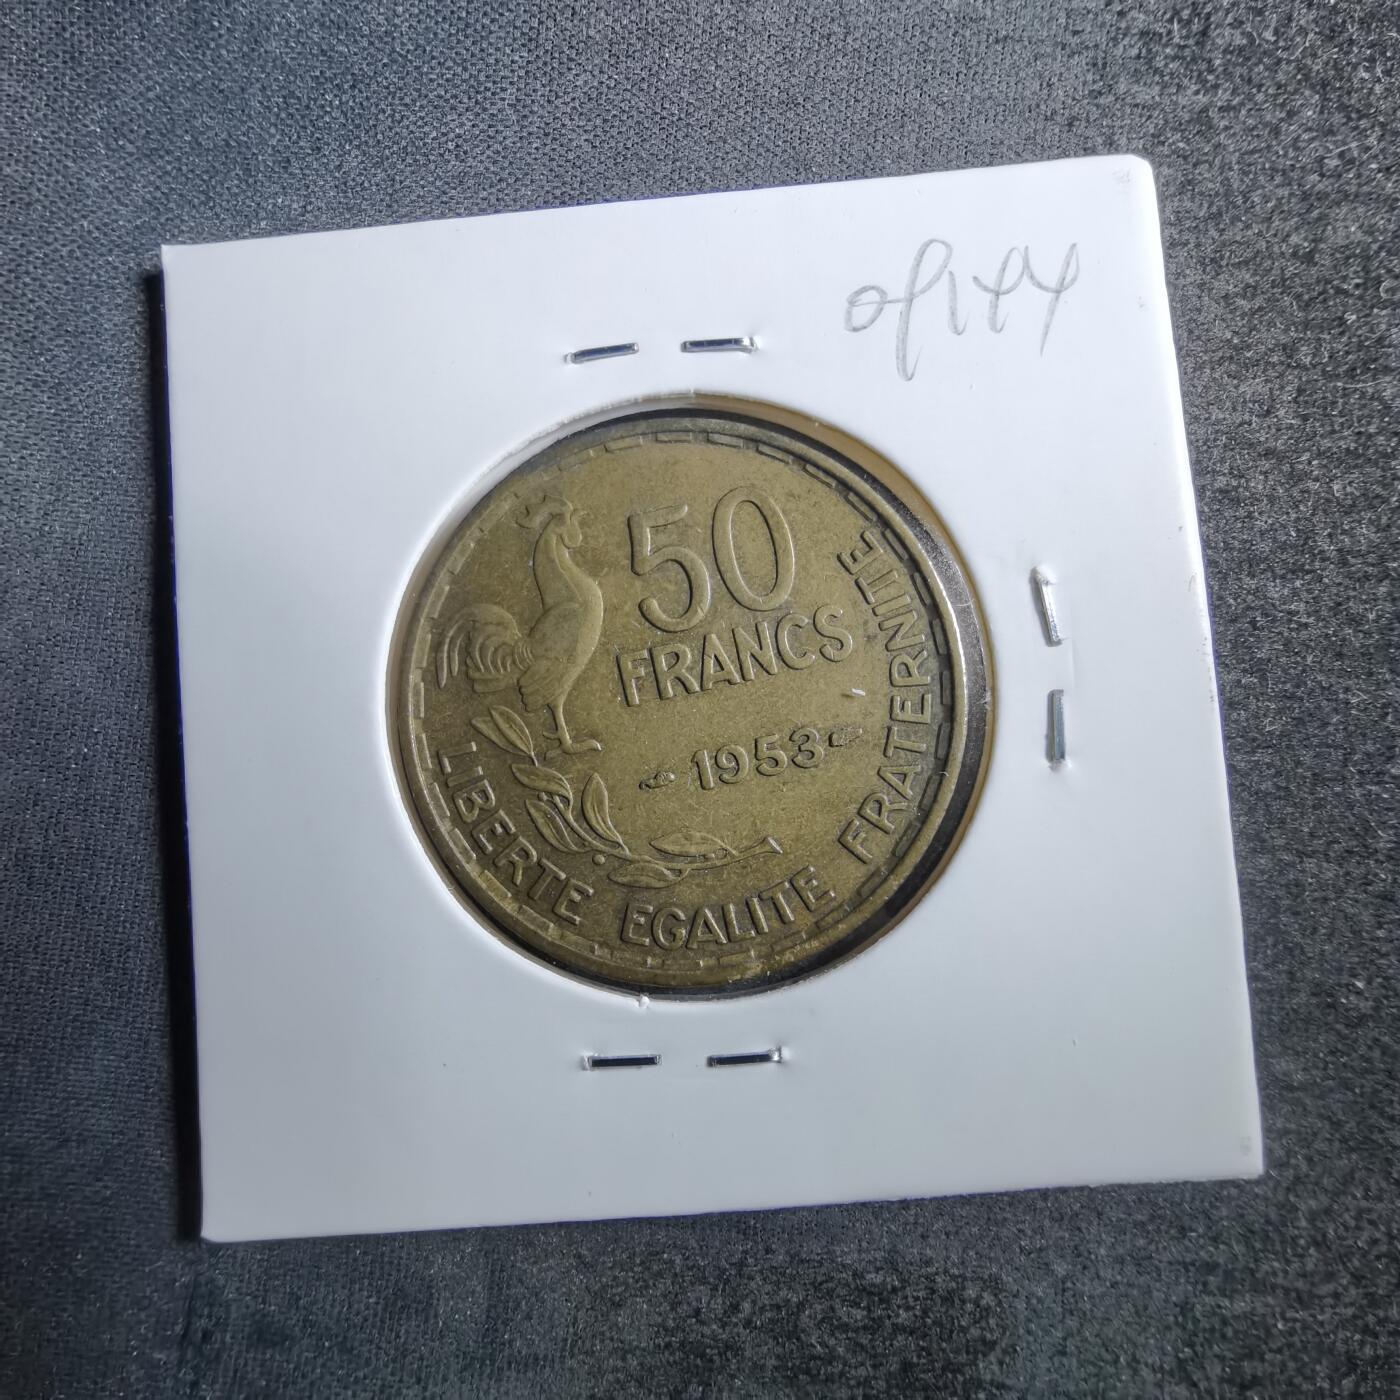 50
FRANCS
1953
LIBERTE EGALITE FRATERNITE